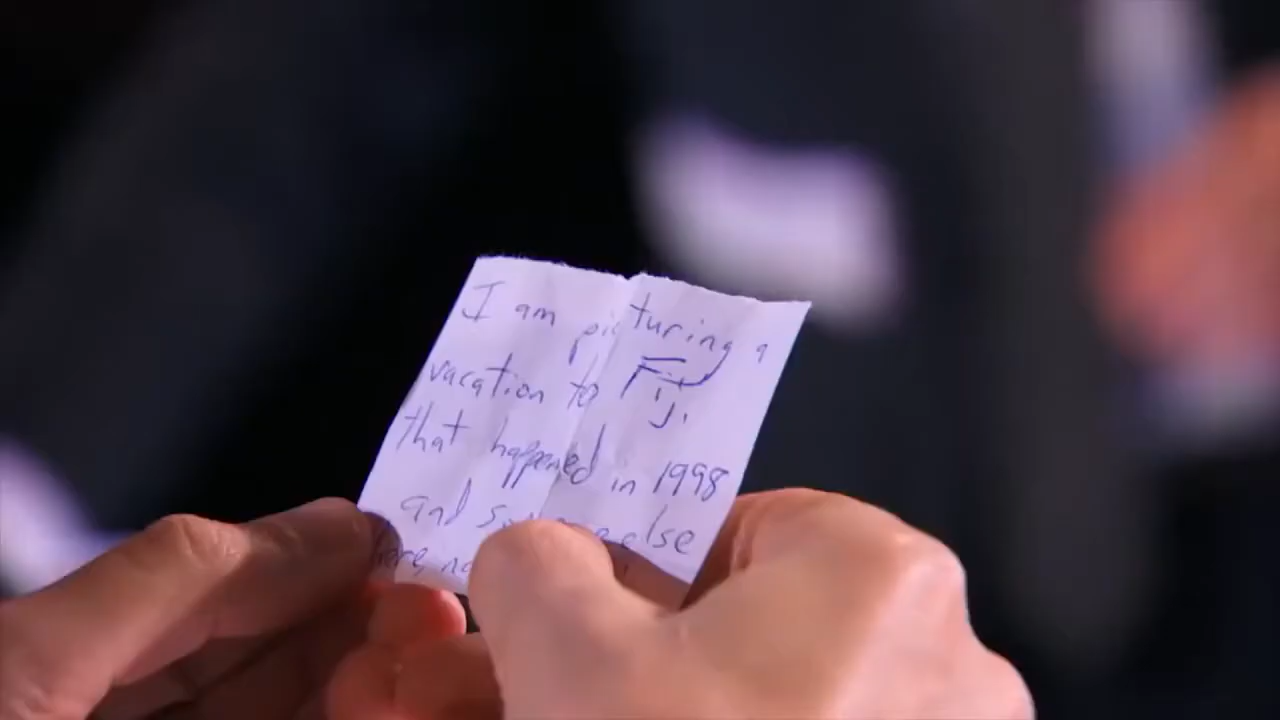 I am picturing a
vacation to Fiji
that happened in 1998
and else